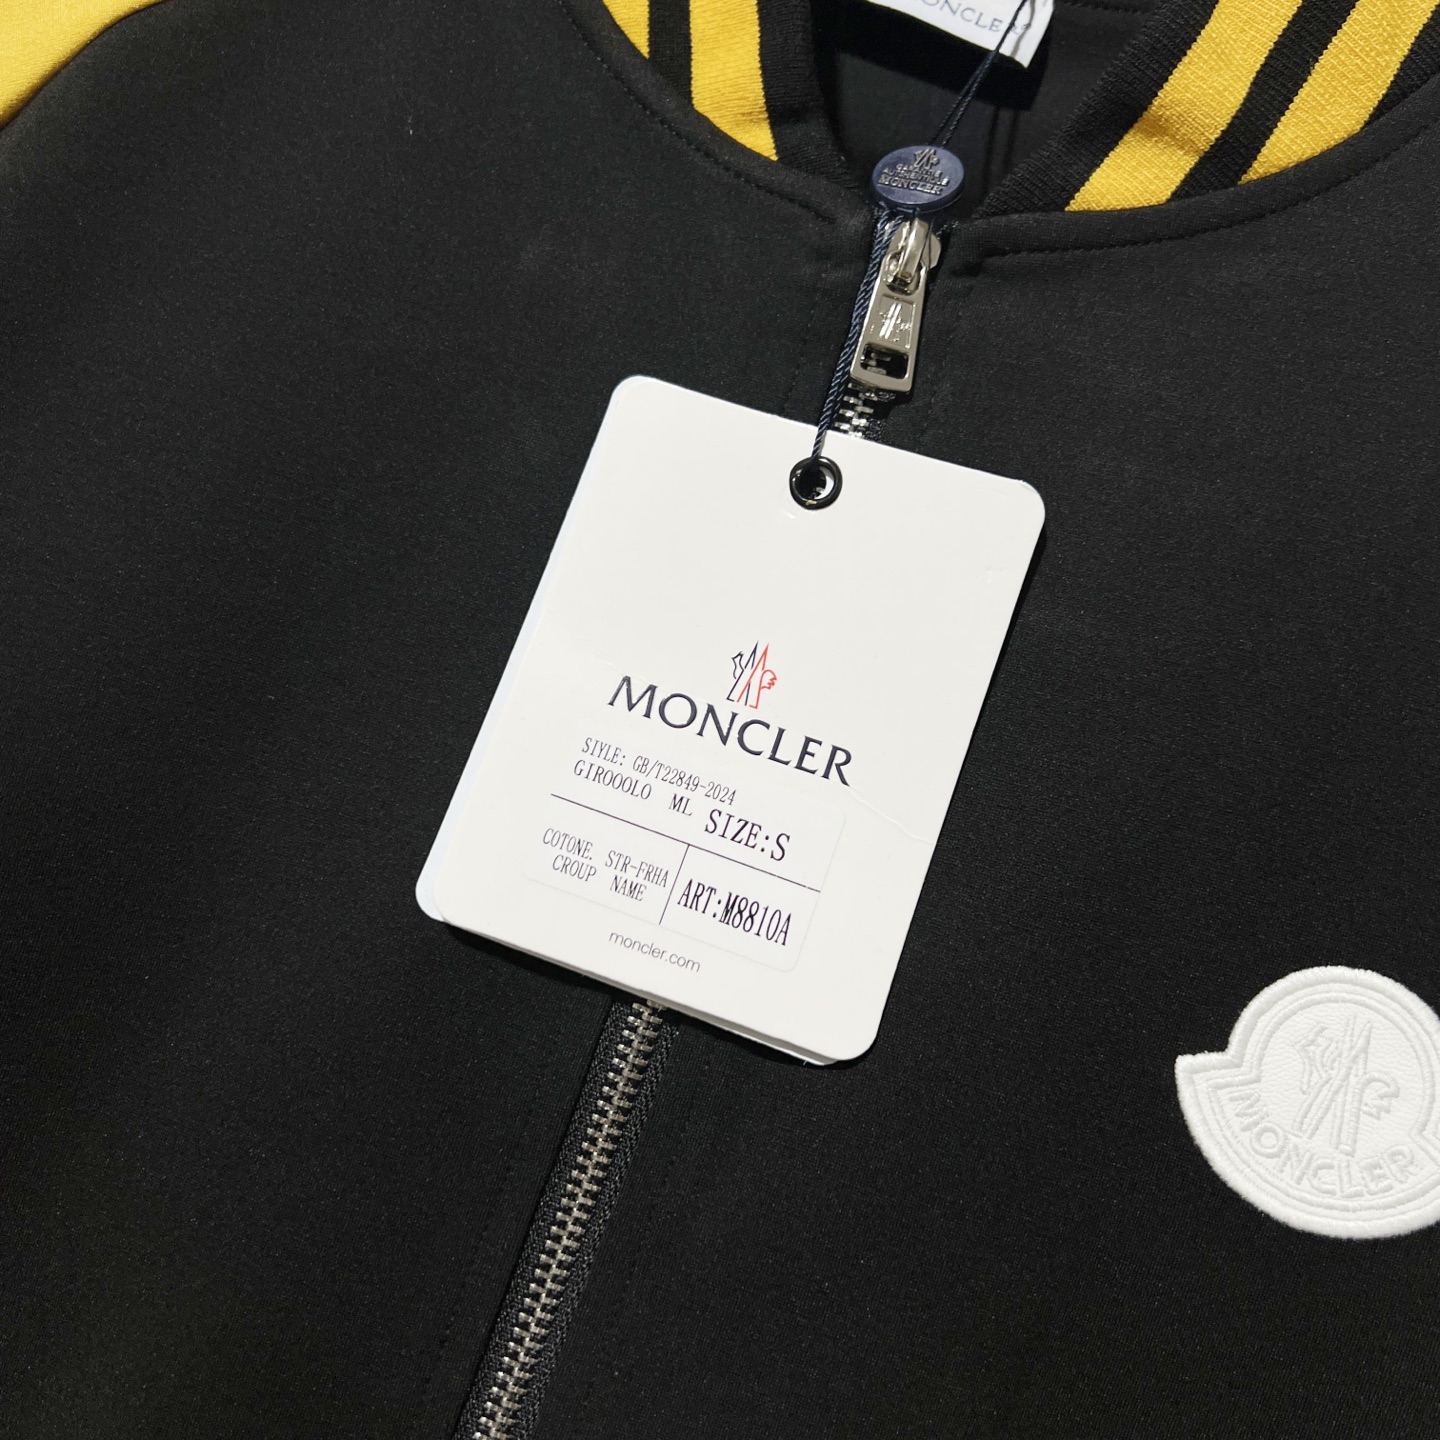 MONCLER
MONCLER
MONCLER
SIYLE: GB/T22849-2024
GIROOOLO ML SIZE:S
COTONE. STR-FRHA
CROUP NAME
ART:M8810A
moncler.com
MONCLER